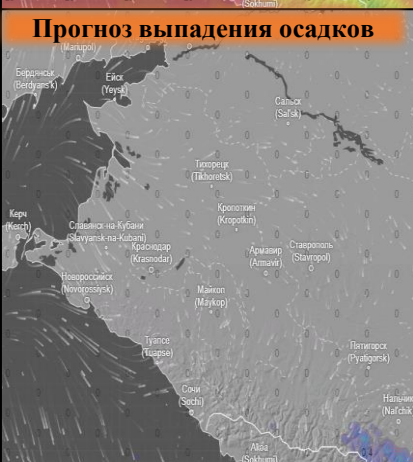 (Sokhumi)
Прогноз выпадения осадков
(Mariupol)
Бердянськ
(Berdyans'k)
Ейск
(Yeysk)
Сальск
(Sal'sk)
Тихорецк
(Tikhoretsk)
Кропоткин
(Kropotkin)
Керч
(Kerch)
Славянск-на-Кубани
(Slavyansk-na-Kubani)
Краснодар
(Krasnodar)
Армавир
(Armavir)
Ставрополь
(Stavropol)
Новороссийск
(Novorossiysk)
Майкоп
(Maykop)
Туапсе
(Tuapse)
Пятигорск
(Pyatigorsk)
Сочи
(Sochi)
Нальчик
(Nal'chik)
Аҟәа
(Sokhumi)